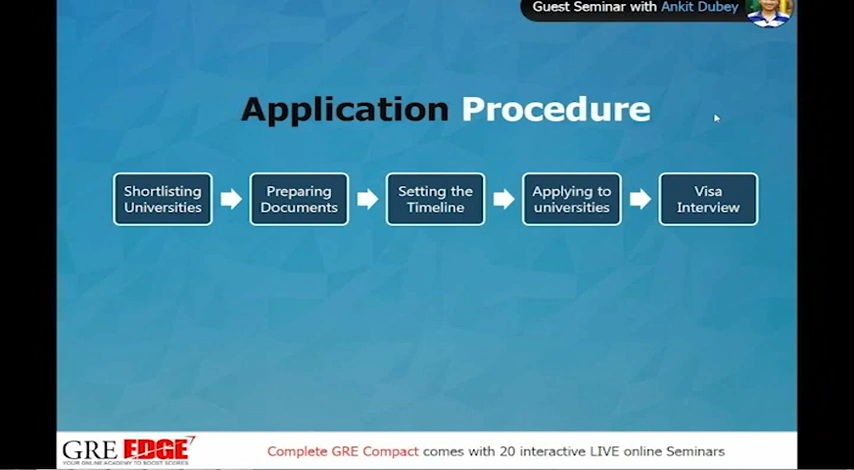 Guest Seminar with Ankit Dubey
Application Procedure
Shortlisting
Universities
Preparing
Documents
Setting the
Timeline
Applying to
universities
Visa
Interview
GRE EDGE
YOUR ONLINE ACADEMY TO BOOST SCORES
Complete GRE Compact comes with 20 interactive LIVE online Seminars